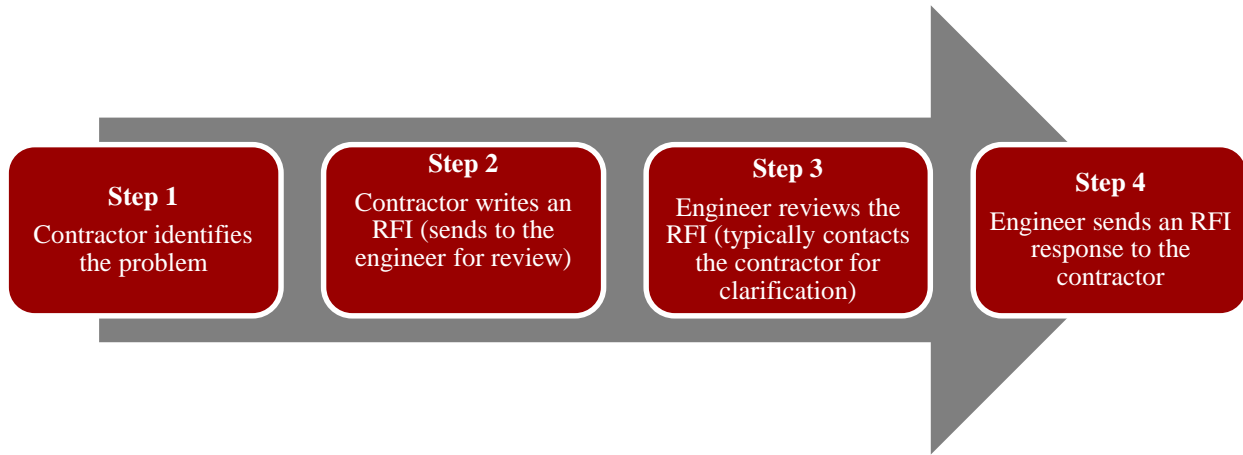 Step 1
Contractor identifies
the problem
Step 2
Contractor writes an
RFI (sends to the
engineer for review)
Step 3
Engineer reviews the
RFI (typically contacts
the contractor for
clarification)
Step 4
Engineer sends an RFI
response to the
contractor